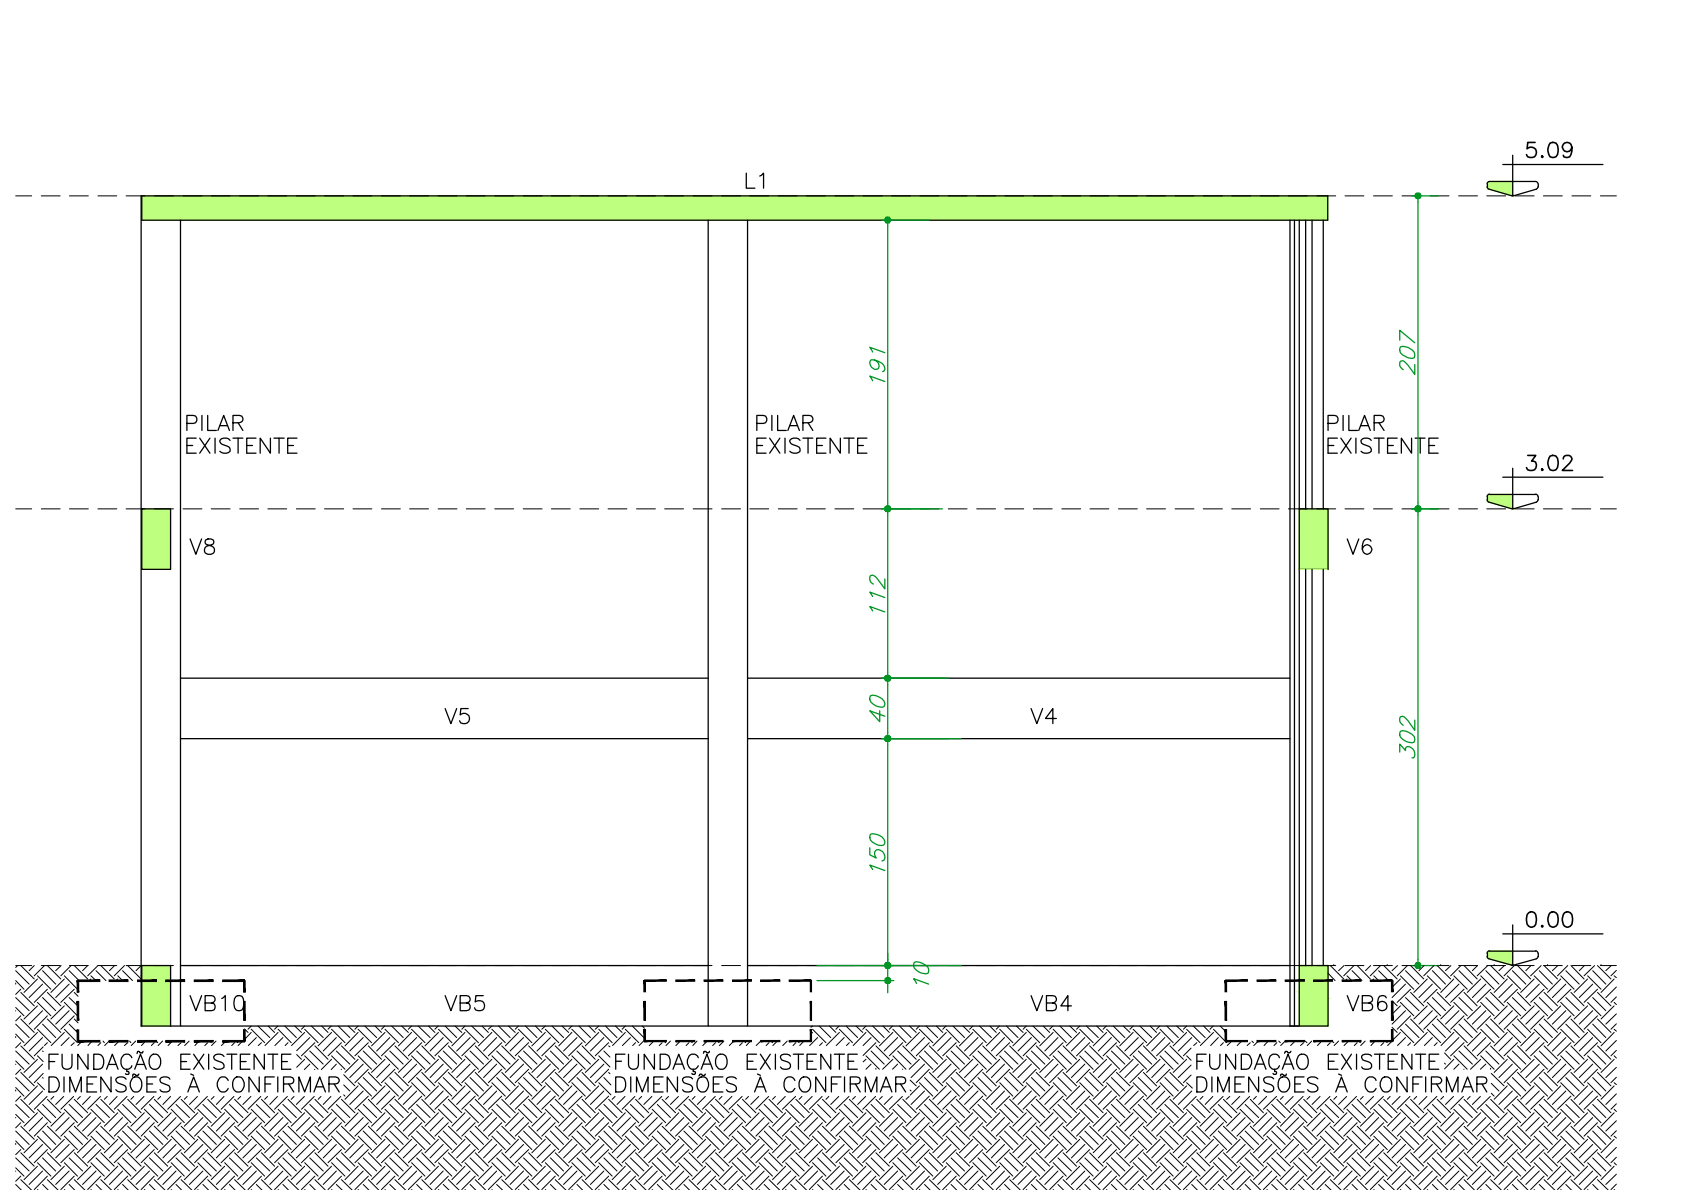 5.09
L1
191
207
PILAR
EXISTENTE
PILAR
EXISTENTE
PILAR
EXISTENTE
3.02
V8
V6
112
V5
40
V4
302
150
0.00
10
VB10
VB5
VB4
VB6
FUNDAÇÃO EXISTENTE
DIMENSÕES À CONFIRMAR
FUNDAÇÃO EXISTENTE
DIMENSÕES À CONFIRMAR
FUNDAÇÃO EXISTENTE
DIMENSÕES À CONFIRMAR